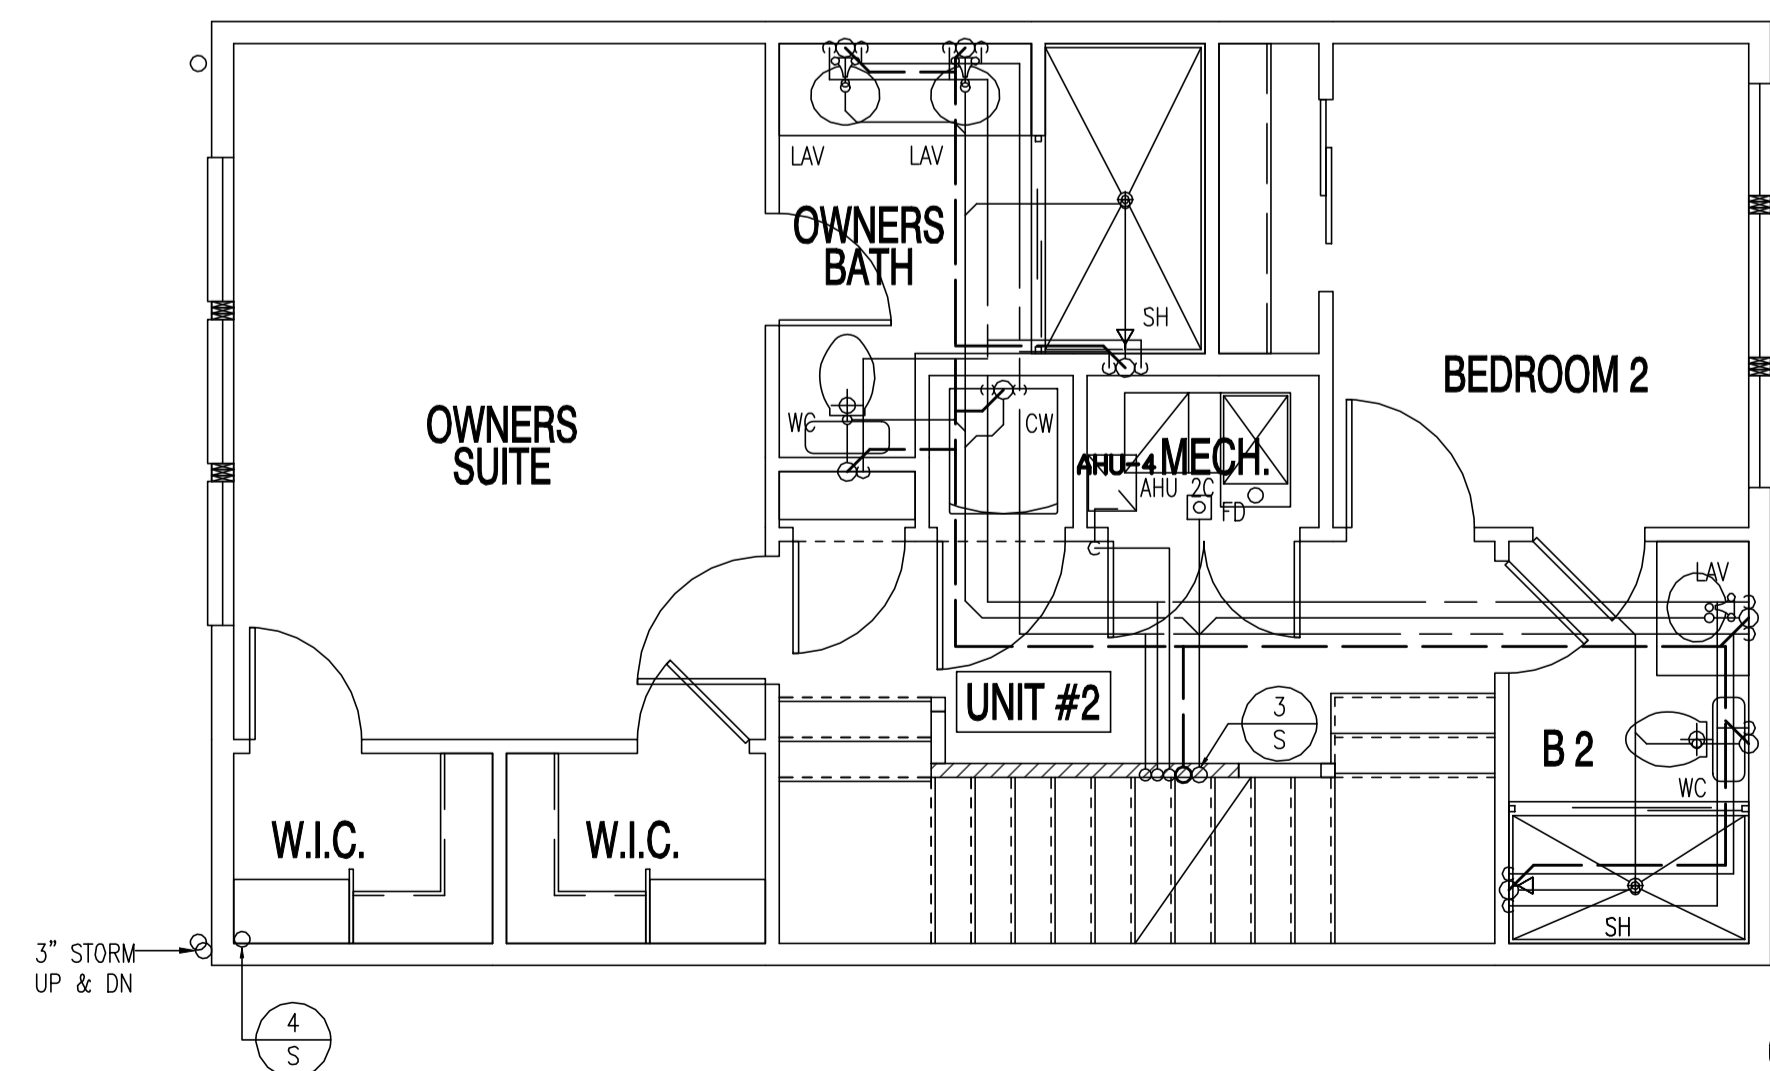 LAV
LAV
OWNERS
BATH
SH
BEDROOM 2
OWNERS
SUITE
WC
CW
AHU-4
MECH.
AHU 2C
FD
LAV
UNIT #2
3
S
B 2
WC
W.I.C.
W.I.C.
SH
3" STORM
UP & DN
4
S